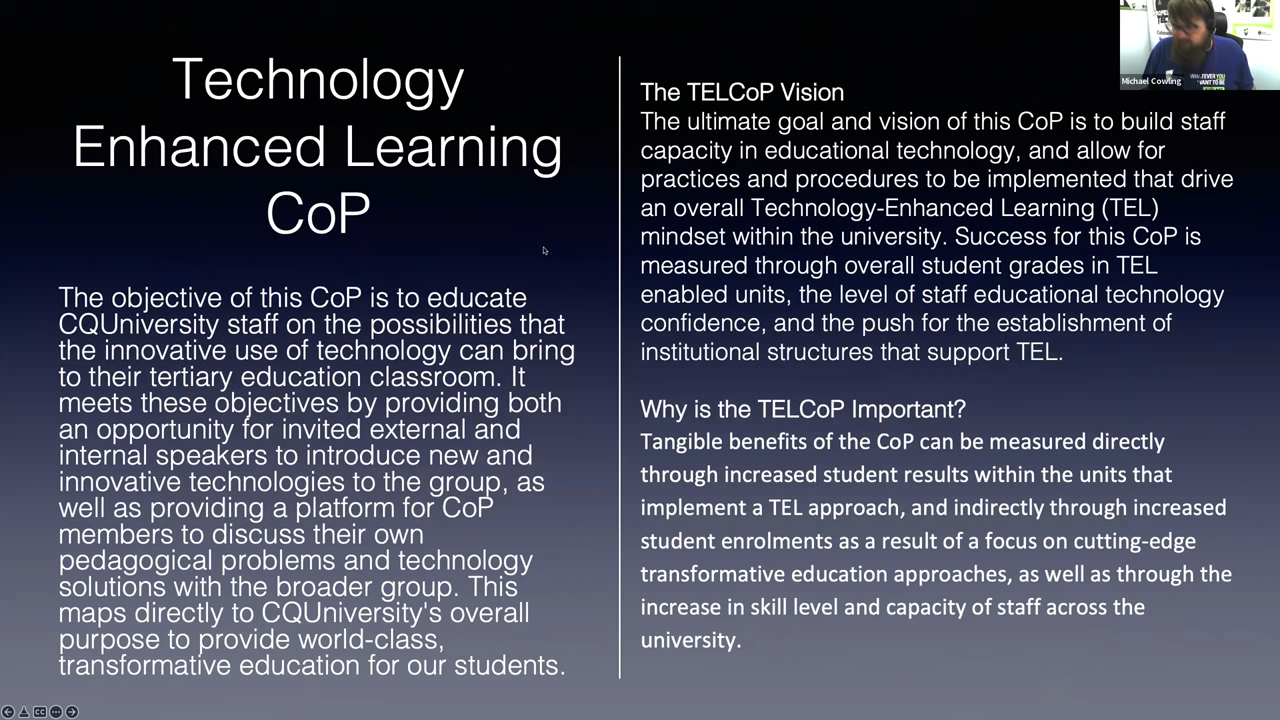 Technology
Enhanced Learning
CoP
The objective of this CoP is to educate
CQUniversity staff on the possibilities that
the innovative use of technology can bring
to their tertiary education classroom. It
meets these objectives by providing both
an opportunity for invited external and
internal speakers to introduce new and
innovative technologies to the group, as
well as providing a platform for CoP
members to discuss their own
pedagogical problems and technology
solutions with the broader group. This
maps directly to CQUniversity's overall
purpose to provide world-class,
transformative education for our students.
The TELCoP Vision
The ultimate goal and vision of this CoP is to build staff
capacity in educational technology, and allow for
practices and procedures to be implemented that drive
an overall Technology-Enhanced Learning (TEL)
mindset within the university. Success for this CoP is
measured through overall student grades in TEL
enabled units, the level of staff educational technology
confidence, and the push for the establishment of
institutional structures that support TEL.
Why is the TELCoP Important?
Tangible benefits of the CoP can be measured directly
through increased student results within the units that
implement a TEL approach, and indirectly through increased
student enrolments as a result of a focus on cutting-edge
transformative education approaches, as well as through the
increase in skill level and capacity of staff across the
university.
Michael Cowling